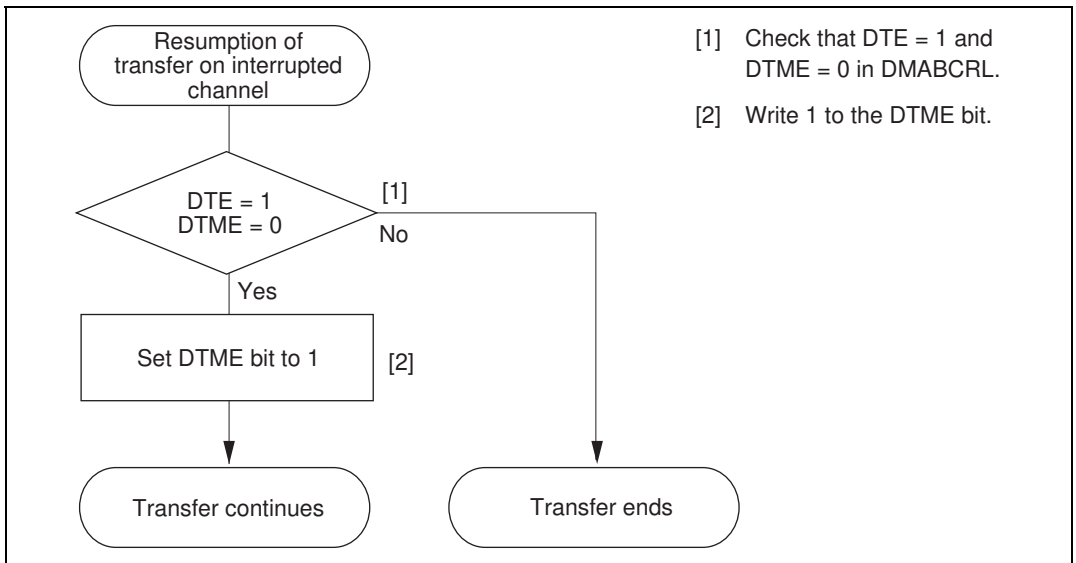 Resumption of
transfer on interrupted
channel
[1] Check that DTE = 1 and
DTME = 0 in DMABCRL.
[2] Write 1 to the DTME bit.
DTE = 1
DTME = 0
[1]
No
Yes
Set DTME bit to 1
[2]
Transfer continues
Transfer ends